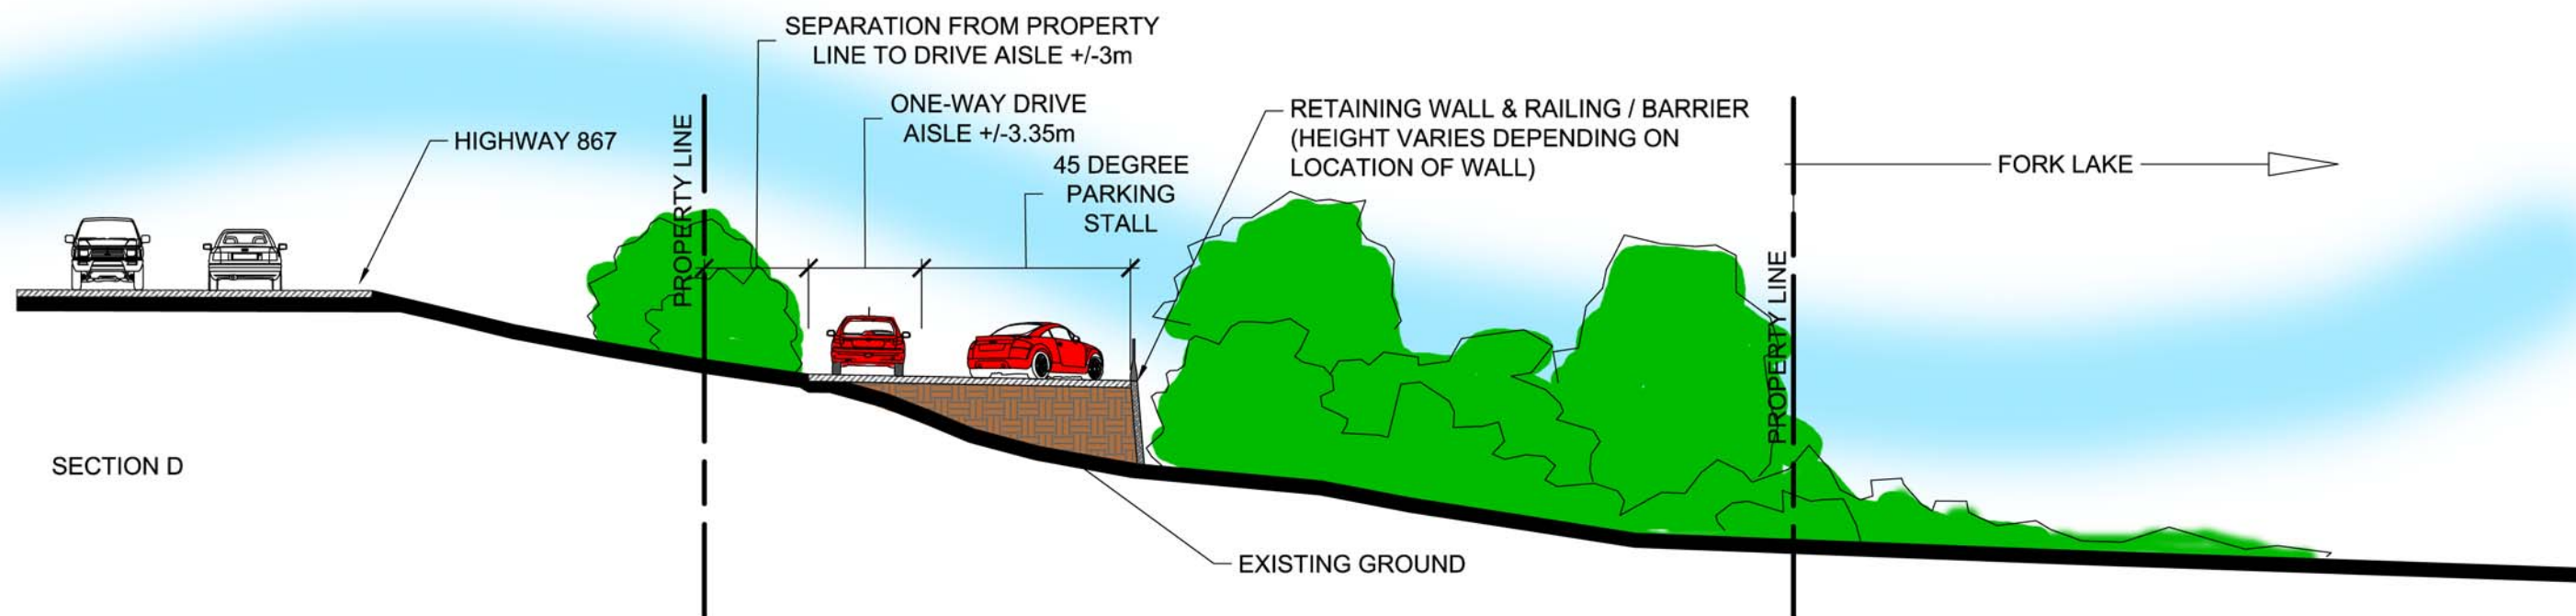 SEPARATION FROM PROPERTY
LINE TO DRIVE AISLE +/-3m
ONE-WAY DRIVE
AISLE +/-3.35m
45 DEGREE
PARKING
STALL
RETAINING WALL & RAILING / BARRIER
(HEIGHT VARIES DEPENDING ON
LOCATION OF WALL)
HIGHWAY 867
PROPERTY LINE
FORK LAKE
PROPERTY LINE
SECTION D
EXISTING GROUND